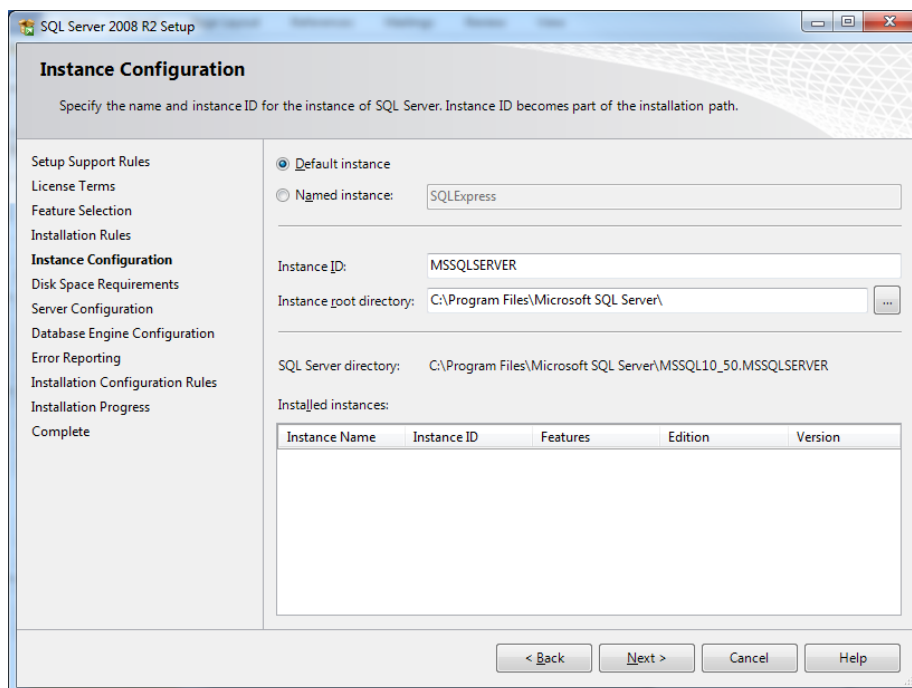 SQL Server 2008 R2 Setup
Instance Configuration
Specify the name and instance ID for the instance of SQL Server. Instance ID becomes part of the installation path.
Setup Support Rules
License Terms
Feature Selection
Installation Rules
Instance Configuration
Disk Space Requirements
Server Configuration
Database Engine Configuration
Error Reporting
Installation Configuration Rules
Installation Progress
Complete
Default instance
Named instance: SQLExpress
Instance ID: MSSQLSERVER
Instance root directory: C:\Program Files\Microsoft SQL Server\ ...
SQL Server directory: C:\Program Files\Microsoft SQL Server\MSSQL10_50.MSSQLSERVER
Installed instances:
Instance Name Instance ID Features Edition Version
< Back Next > Cancel Help